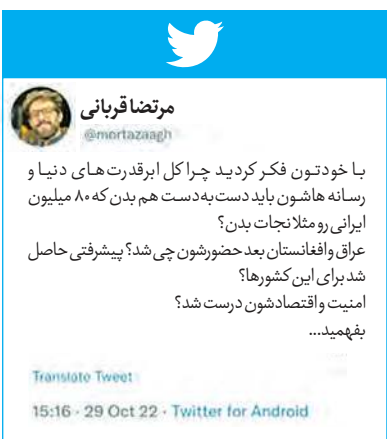 مرتضا قربانی
@mortazaagh
با خودتون فکر کردید چرا کل ابرقدرت‌های دنیا و
رسانه هاشون باید دست‌به‌دست هم بدن که ۸۰ میلیون
ایرانی رو مثلا نجات بدن؟
عراق و افغانستان بعد حضورشون چی شد؟ پیشرفتی حاصل
شد برای این کشورها؟
امنیت و اقتصادشون درست شد؟
بفهمید...
Translate Tweet
15:16 · 29 Oct 22 · Twitter for Android